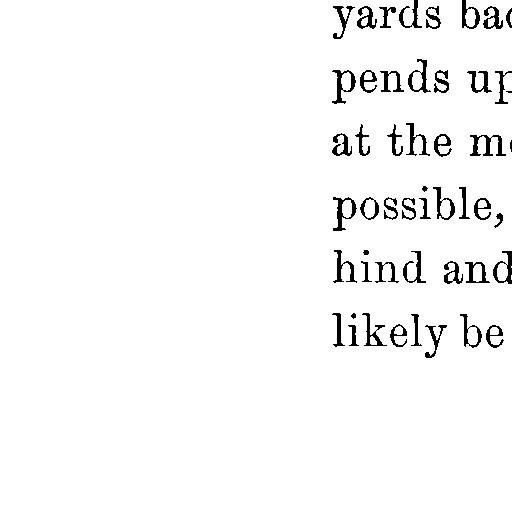 yards bac
pends up
at the m
possible,
hind and
likely be